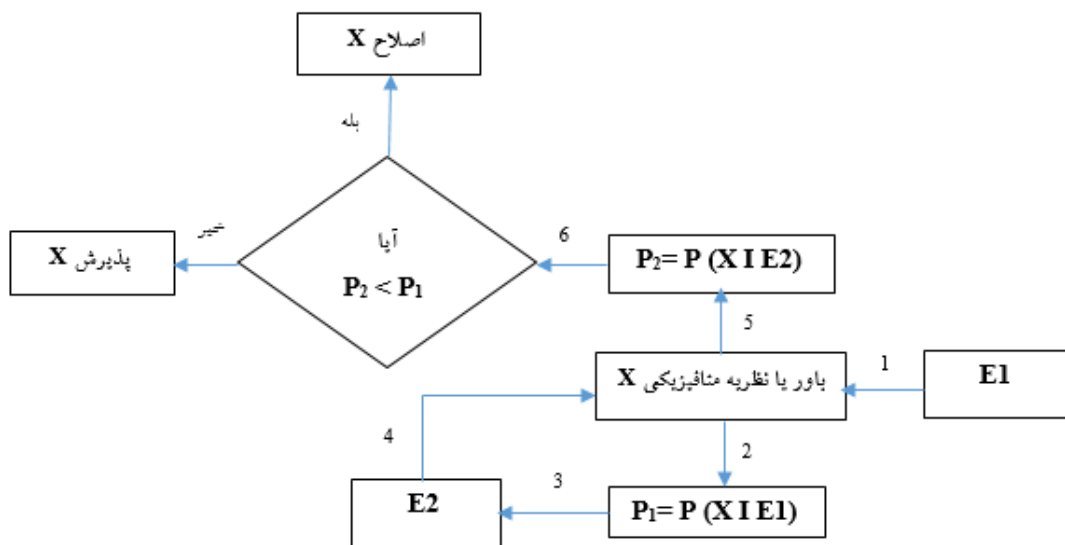 اصلاح X
بله
خیر
پذیرش X
آیا
P₂ < P₁
6
P₂= P (X I E2)
5
باور یا نظریه متافیزیکی X
1
E1
4
2
E2
3
P₁= P (X I E1)